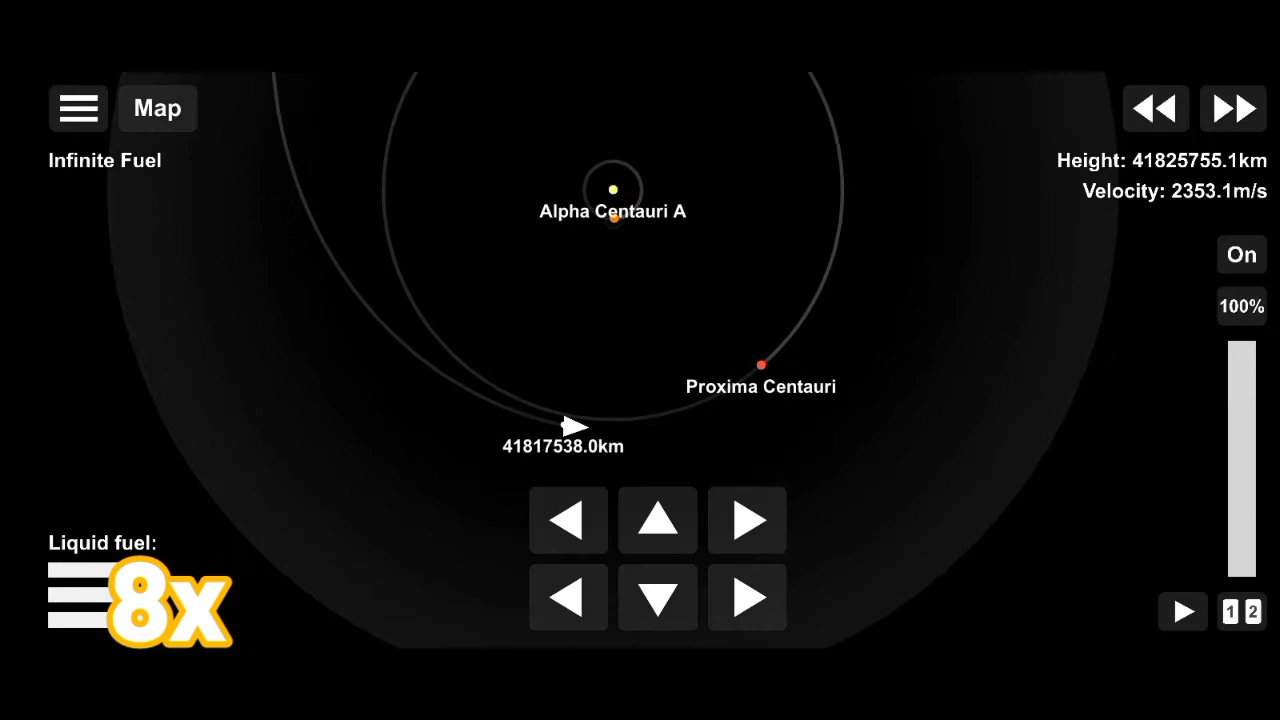 Map
Infinite Fuel
Height: 41825755.1km
Velocity: 2353.1m/s
Alpha Centauri A
On
100%
Proxima Centauri
41817538.0km
Liquid fuel:
8x
1 2